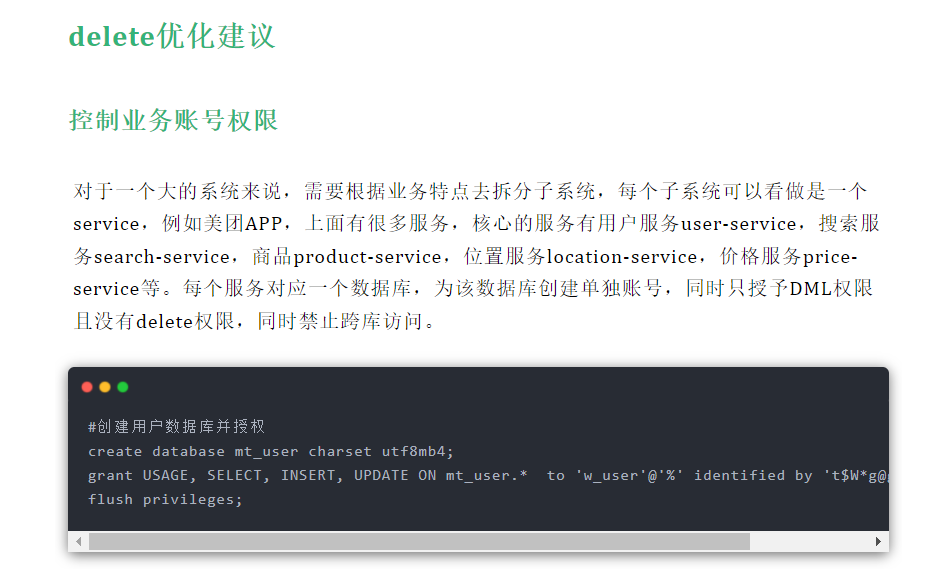 delete优化建议
控制业务账号权限
对于一个大的系统来说，需要根据业务特点去拆分子系统，每个子系统可以看做是一个
service，例如美团APP，上面有很多服务，核心的服务有用户服务user-service，搜索服
务search-service，商品product-service，位置服务location-service，价格服务price-
service等。每个服务对应一个数据库，为该数据库创建单独账号，同时只授予DML权限
且没有delete权限，同时禁止跨库访问。
#创建用户数据库并授权
create database mt_user charset utf8mb4;
grant USAGE, SELECT, INSERT, UPDATE ON mt_user.*  to 'w_user'@'%' identified by 't$W*g@
flush privileges;